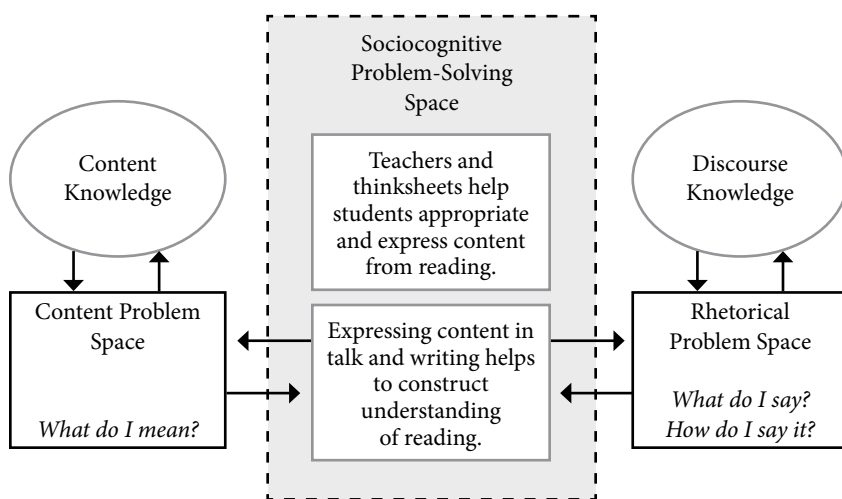 Sociocognitive
Problem-Solving
Space
Content
Knowledge
Teachers and
thinksheets help
students appropriate
and express content
from reading.
Discourse
Knowledge
Content Problem
Space
What do I mean?
Expressing content in
talk and writing helps
to construct
understanding
of reading.
Rhetorical
Problem Space
What do I say?
How do I say it?